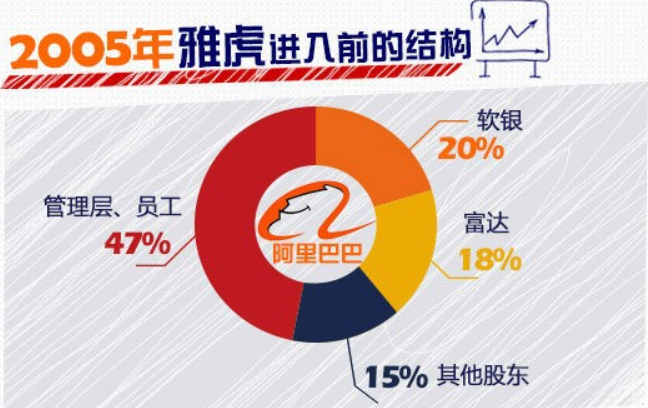 2005年雅虎进入前的结构
软银
20%
管理层、员工
47%
富达
18%
阿里巴巴
15% 其他股东